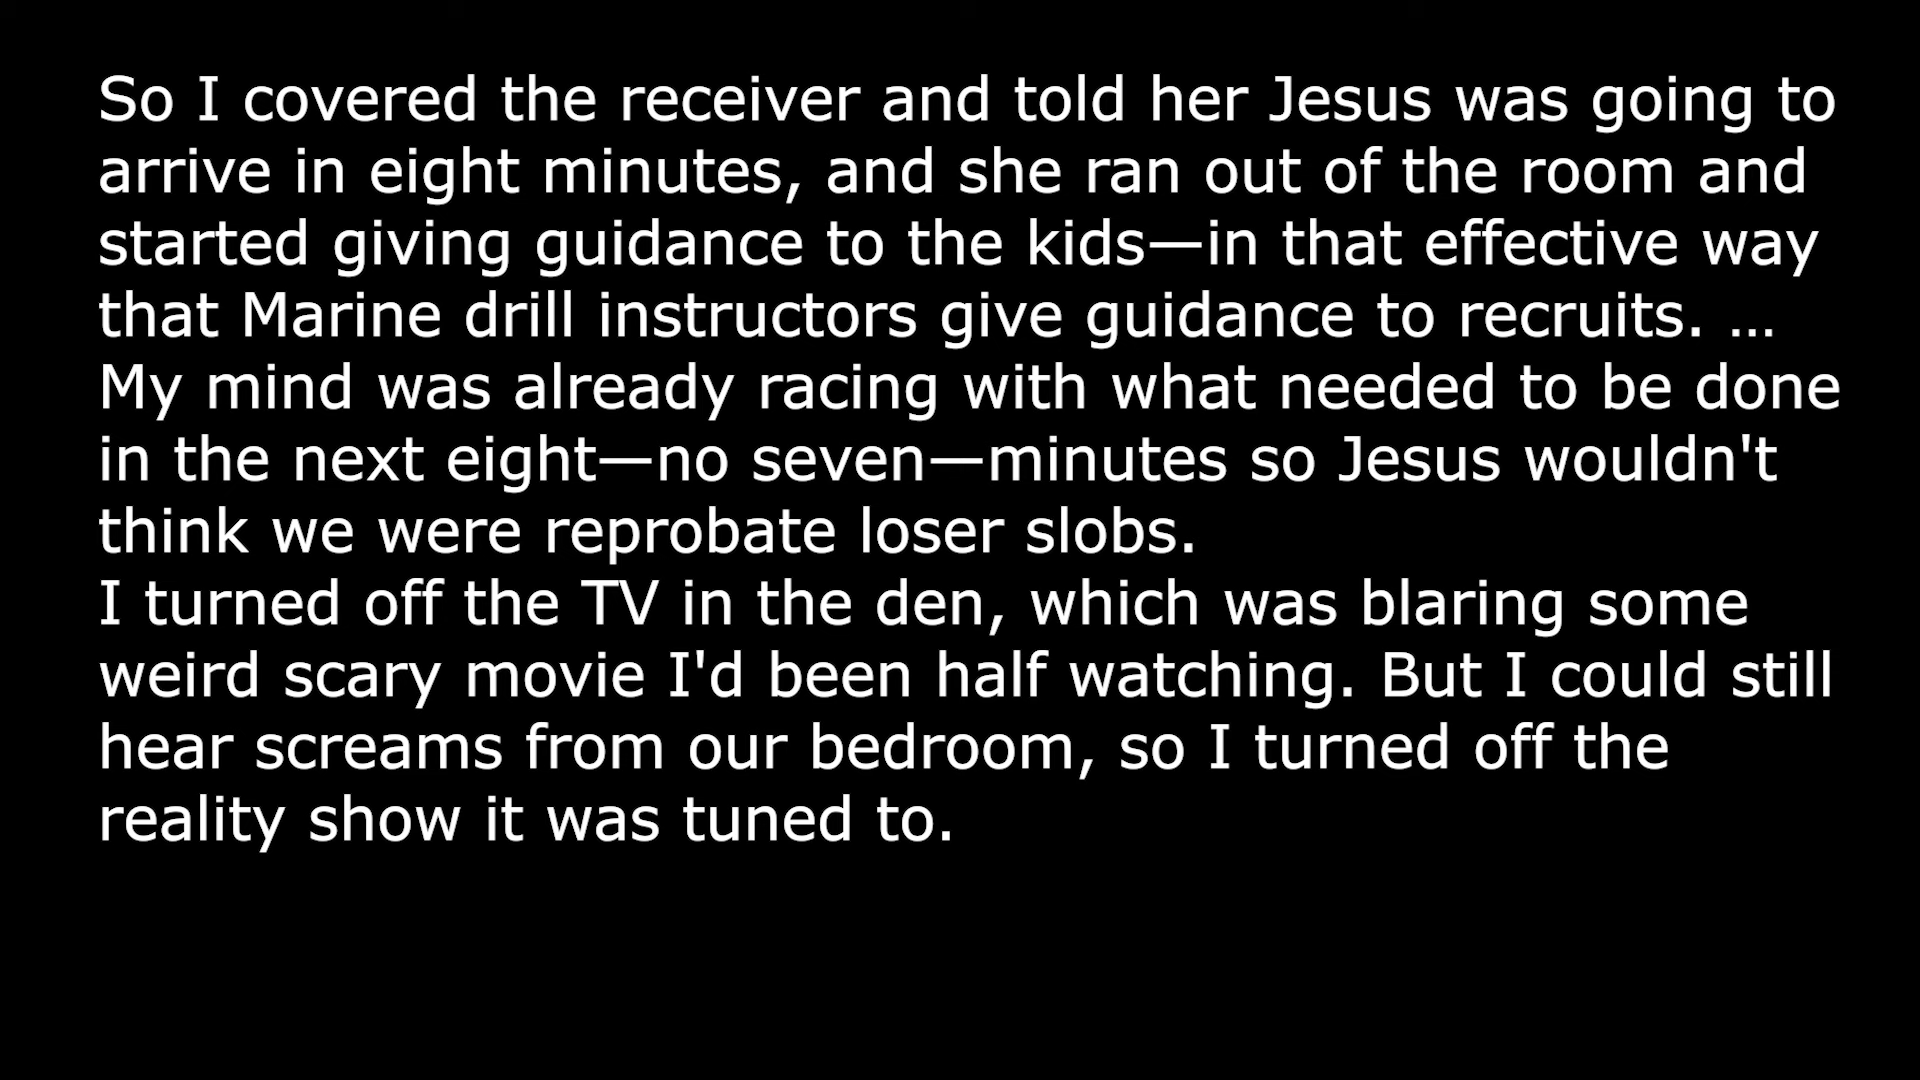 So I covered the receiver and told her Jesus was going to
arrive in eight minutes, and she ran out of the room and
started giving guidance to the kids—in that effective way
that Marine drill instructors give guidance to recruits. …
My mind was already racing with what needed to be done
in the next eight—no seven—minutes so Jesus wouldn't
think we were reprobate loser slobs.
I turned off the TV in the den, which was blaring some
weird scary movie I'd been half watching. But I could still
hear screams from our bedroom, so I turned off the
reality show it was tuned to.